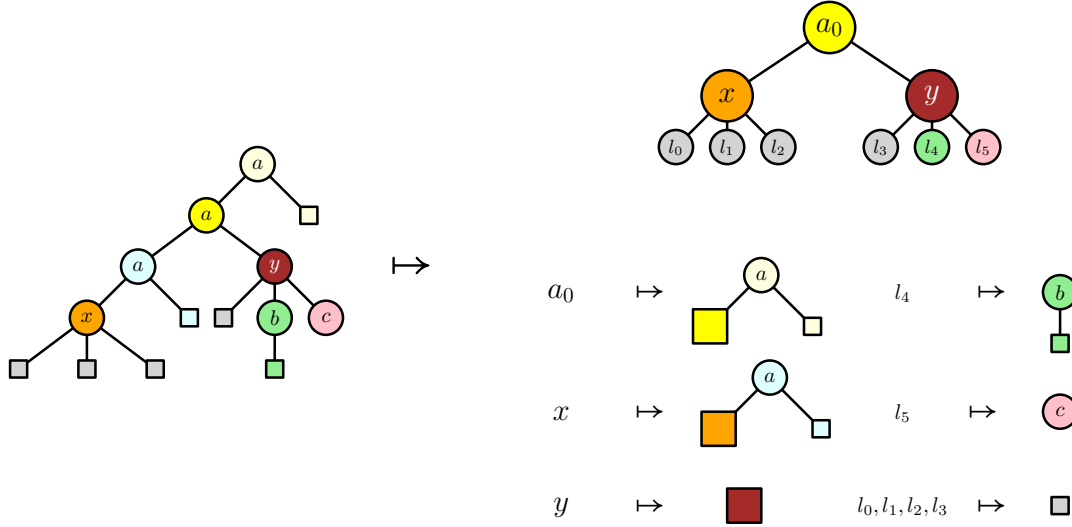 a₀
x y
l₀ l₁ l₂ l₃ l₄ l₅
a
a
a y ↦
x b c
a₀ ↦ a l₄ ↦ b
x ↦ a l₅ ↦ c
y ↦ l₀, l₁, l₂, l₃ ↦